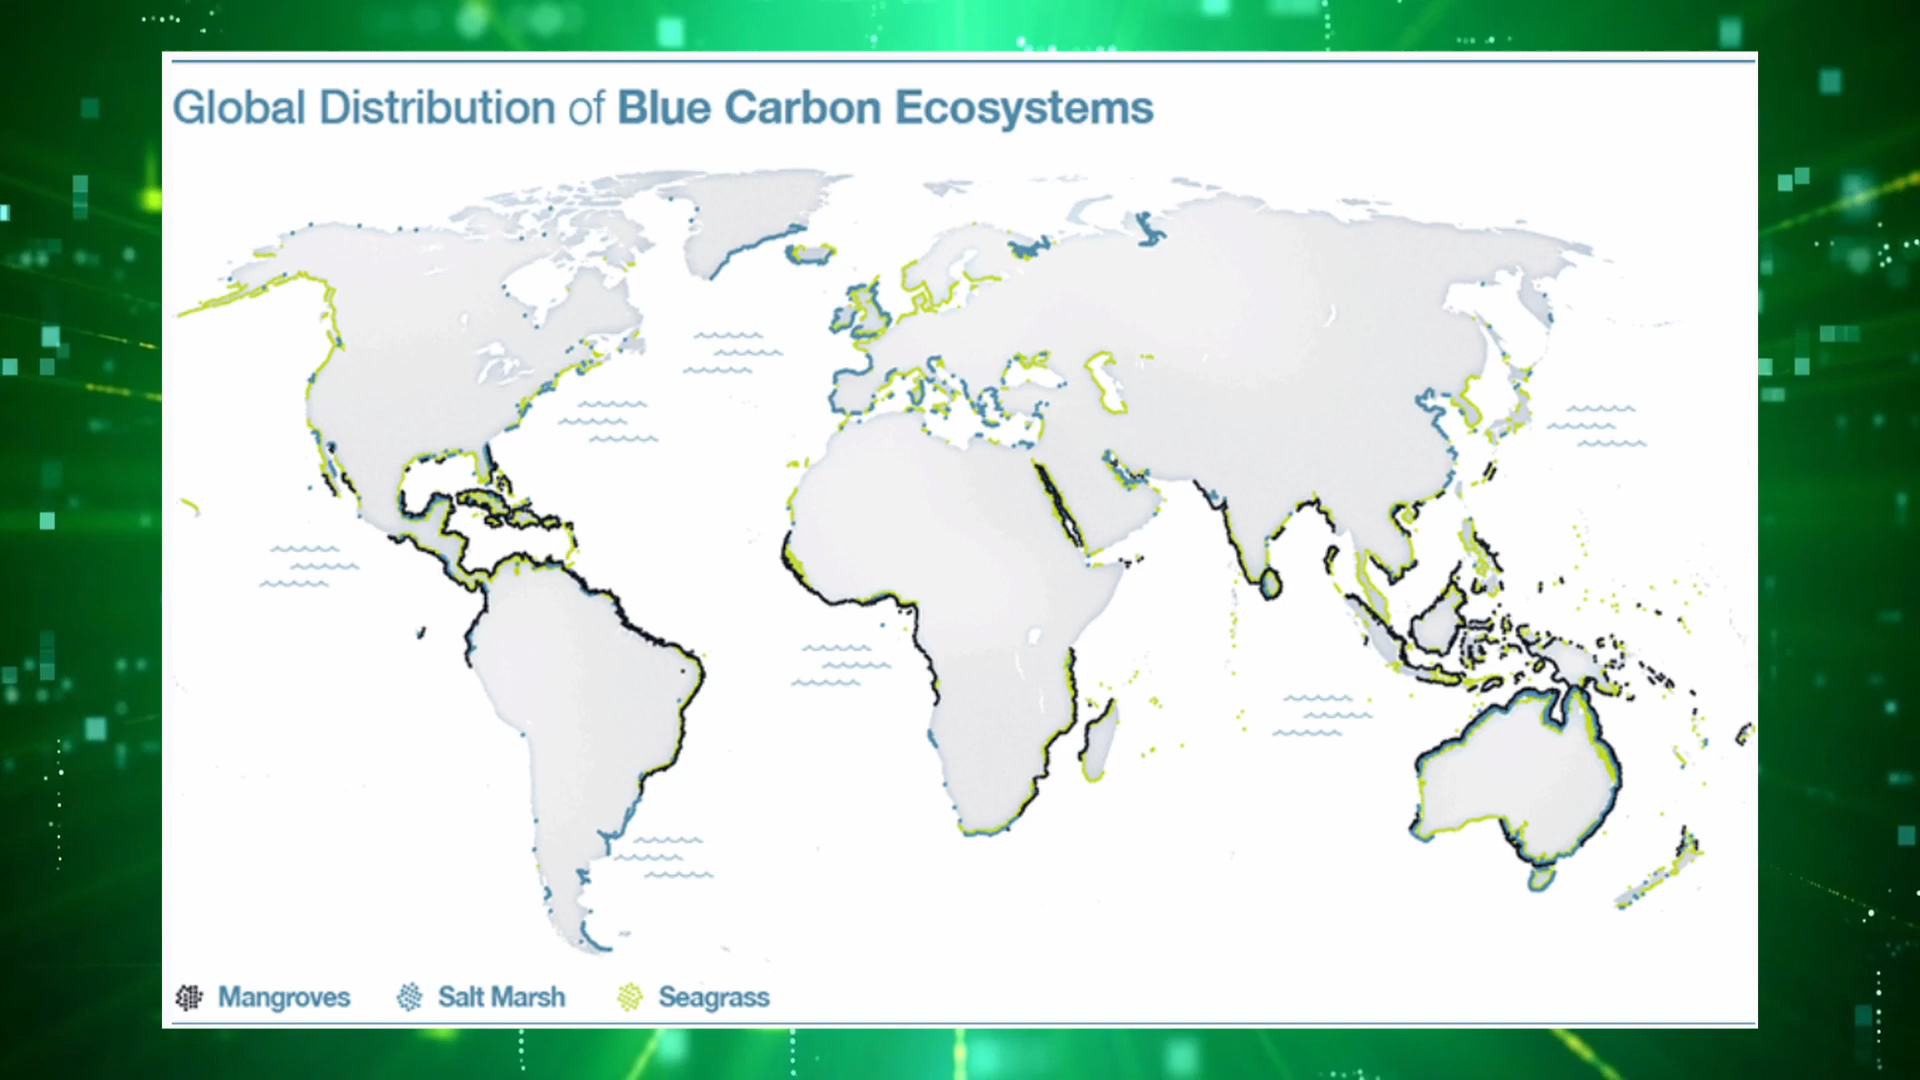 Global Distribution of Blue Carbon Ecosystems
Mangroves
Salt Marsh
Seagrass